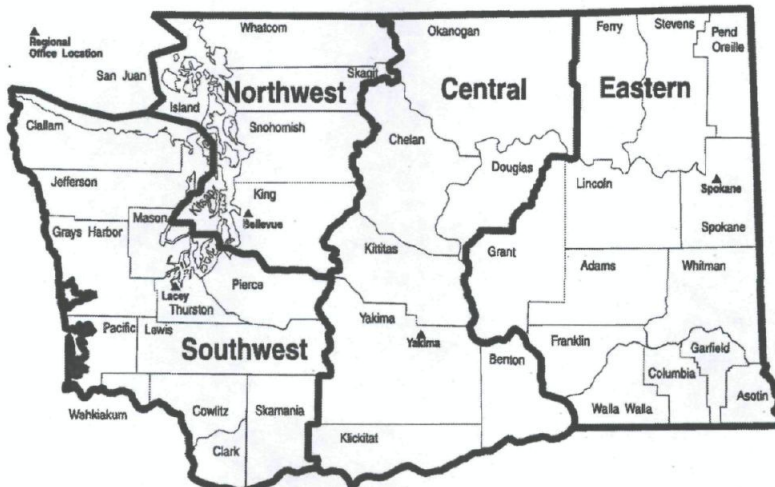 Regional
Office Location
San Juan
Island
Whatcom
Skagit
Northwest
Snohomish
King
Bellevue
Kitsap
Clallam
Jefferson
Grays Harbor
Mason
Lacey
Thurston
Pierce
Pacific
Lewis
Southwest
Wahkiakum
Cowlitz
Skamania
Clark
Okanogan
Central
Chelan
Douglas
Kittitas
Yakima
Yakima
Benton
Klickitat
Ferry
Stevens
Pend
Oreille
Eastern
Lincoln
Spokane
Spokane
Grant
Adams
Whitman
Franklin
Garfield
Columbia
Walla Walla
Asotin